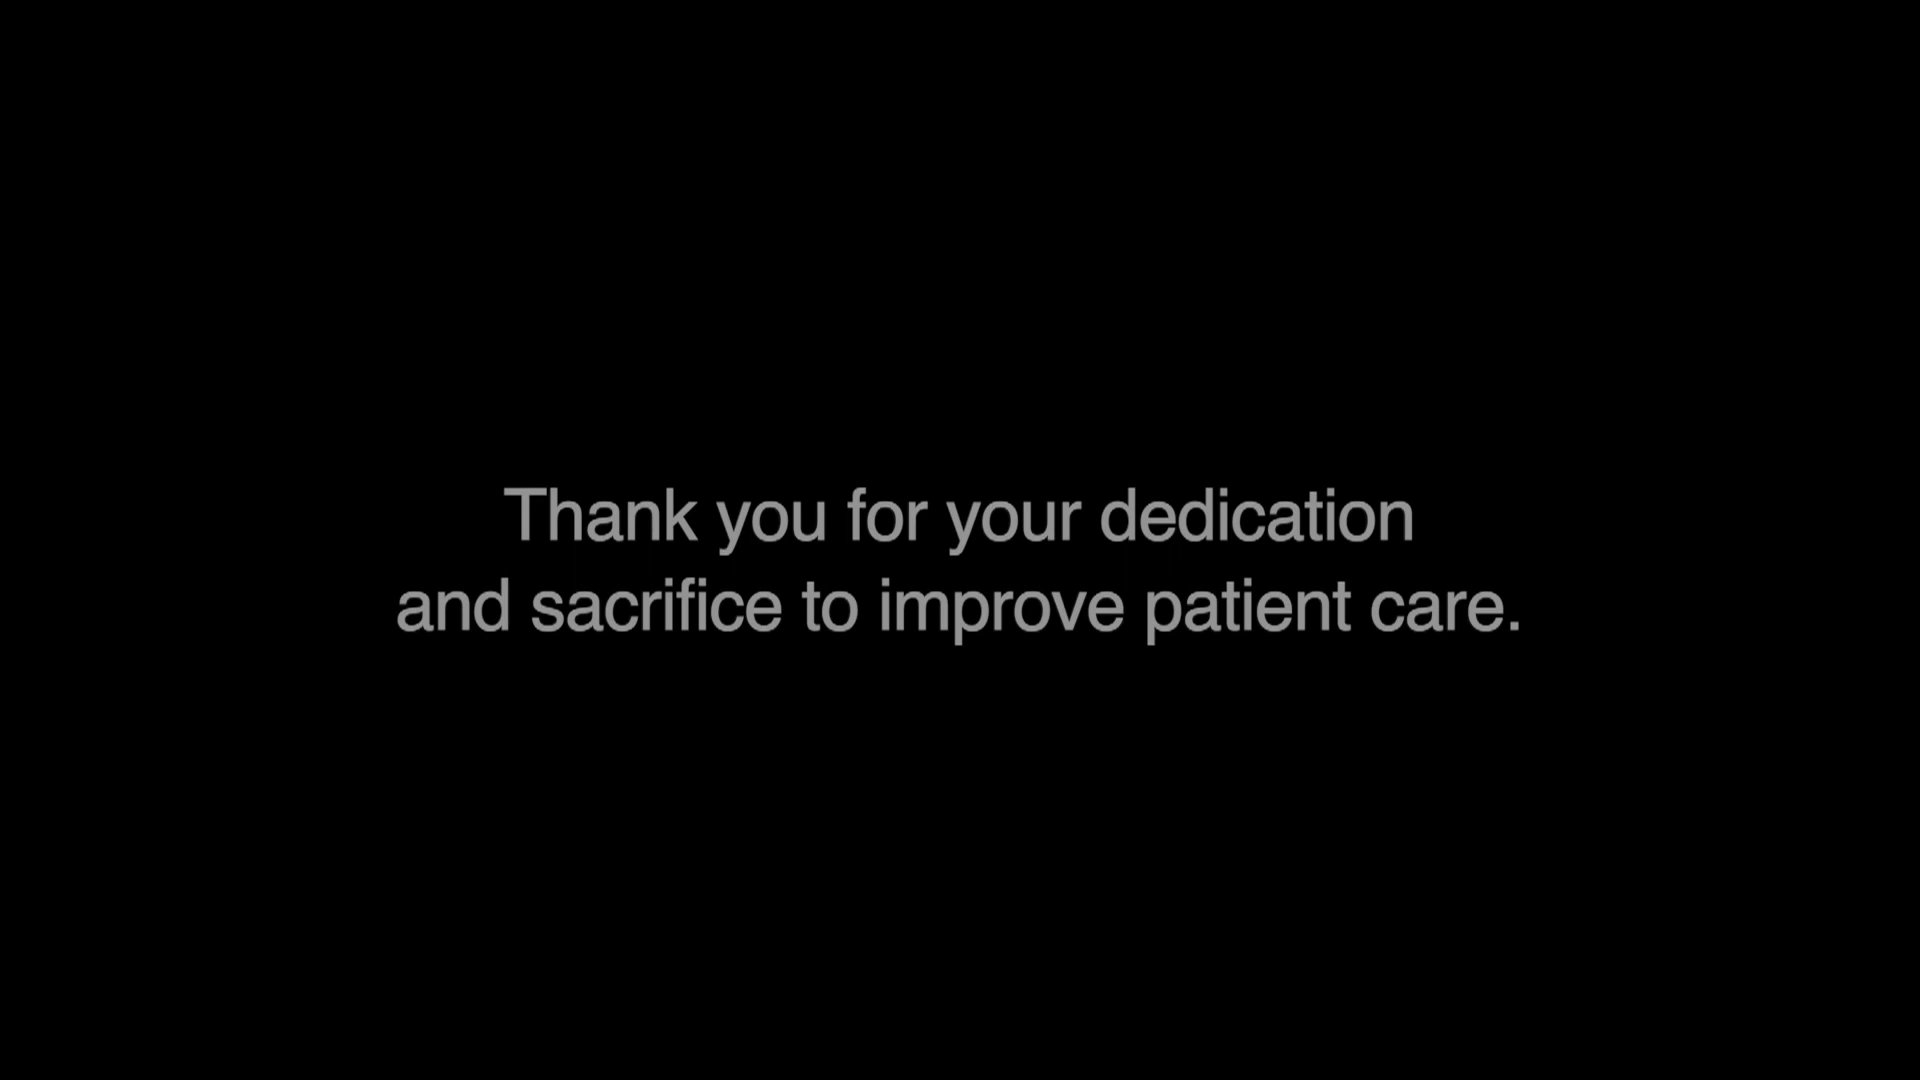 Thank you for your dedication
and sacrifice to improve patient care.